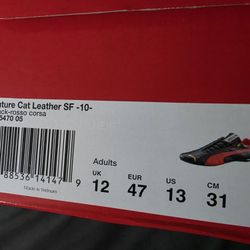 ture Cat Leather SF -10-
ck-rosso corsa
5470 05
88536 14147 9
Made in Vietnam
Adults
UK EUR US CM
12 47 13 31